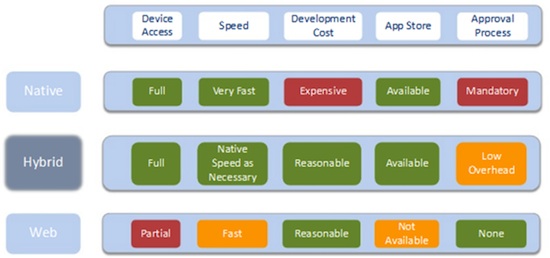 Device Access Speed Development Cost App Store Approval Process
Native Full Very Fast Expensive Available Mandatory
Hybrid Full Native Speed as Necessary Reasonable Available Low Overhead
Web Partial Fast Reasonable Not Available None